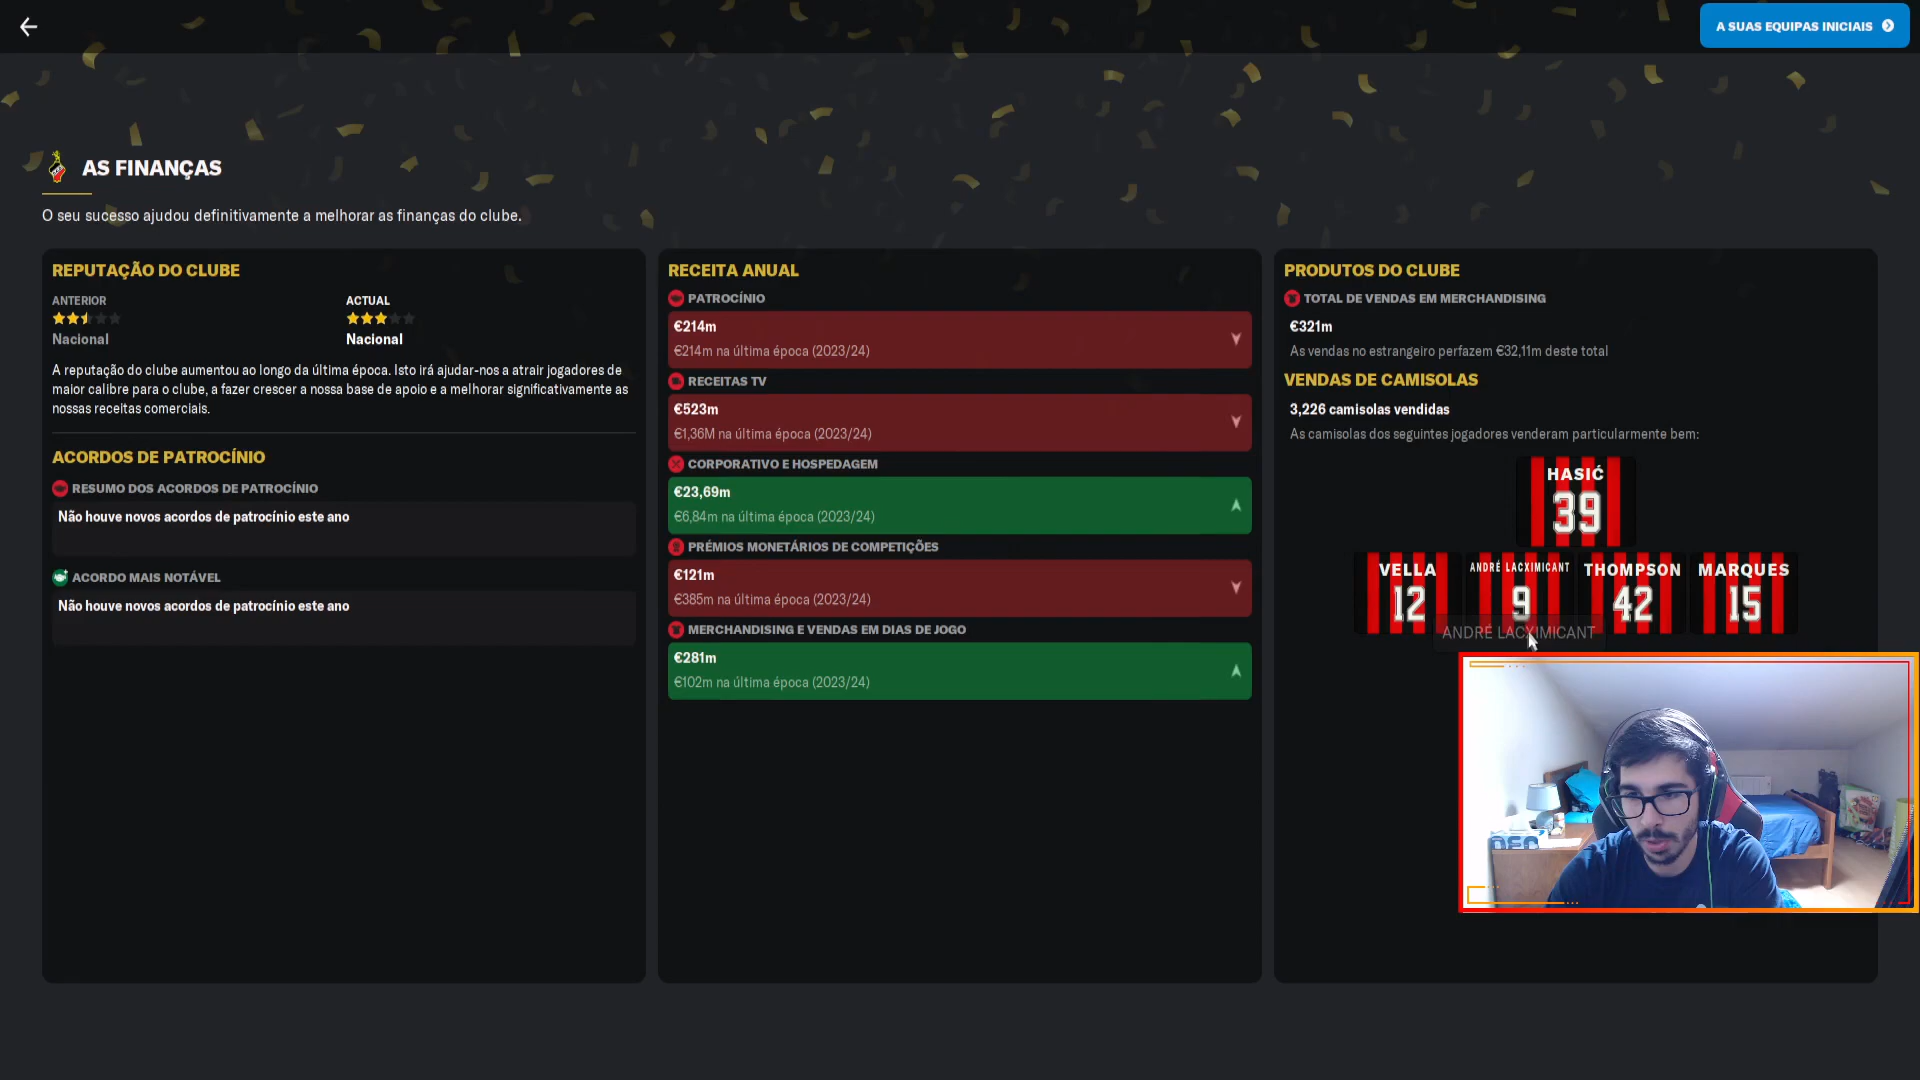 A SUAS EQUIPAS INICIAIS
AS FINANÇAS
O seu sucesso ajudou definitivamente a melhorar as finanças do clube.
REPUTAÇÃO DO CLUBE
ANTERIOR
ACTUAL
Nacional
Nacional
A reputação do clube aumentou ao longo da última época. Isto irá ajudar-nos a atrair jogadores de
maior calibre para o clube, a fazer crescer a nossa base de apoio e a melhorar significativamente as
nossas receitas comerciais.
ACORDOS DE PATROCÍNIO
RESUMO DOS ACORDOS DE PATROCÍNIO
Não houve novos acordos de patrocínio este ano
ACORDO MAIS NOTÁVEL
Não houve novos acordos de patrocínio este ano
RECEITA ANUAL
PATROCÍNIO
€214m
€214m na última época (2023/24)
RECEITAS TV
€523m
€1,36M na última época (2023/24)
CORPORATIVO E HOSPEDAGEM
€23,69m
€6,84m na última época (2023/24)
PRÉMIOS MONETÁRIOS DE COMPETIÇÕES
€121m
€385m na última época (2023/24)
MERCHANDISING E VENDAS EM DIAS DE JOGO
€281m
€102m na última época (2023/24)
PRODUTOS DO CLUBE
TOTAL DE VENDAS EM MERCHANDISING
€321m
As vendas no estrangeiro perfazem €32,11m deste total
VENDAS DE CAMISOLAS
3,226 camisolas vendidas
As camisolas dos seguintes jogadores venderam particularmente bem:
HASIĆ
39
VELLA
12
ANDRÉ LACXIMICANT
9
THOMPSON
42
MARQUES
15
ANDRÉ LACXIMICANT